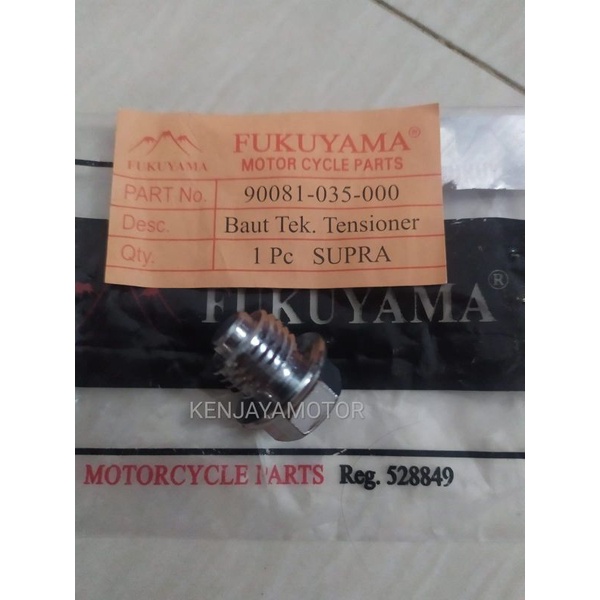 FUKUYAMA
FUKUYAMA®
MOTOR CYCLE PARTS
PART No. 90081-035-000
Desc. Baut Tek. Tensioner
Qty. 1 Pc SUPRA
FUKUYAMA®
KENJAYAMOTOR
MOTORCYCLE PARTS Reg. 528849